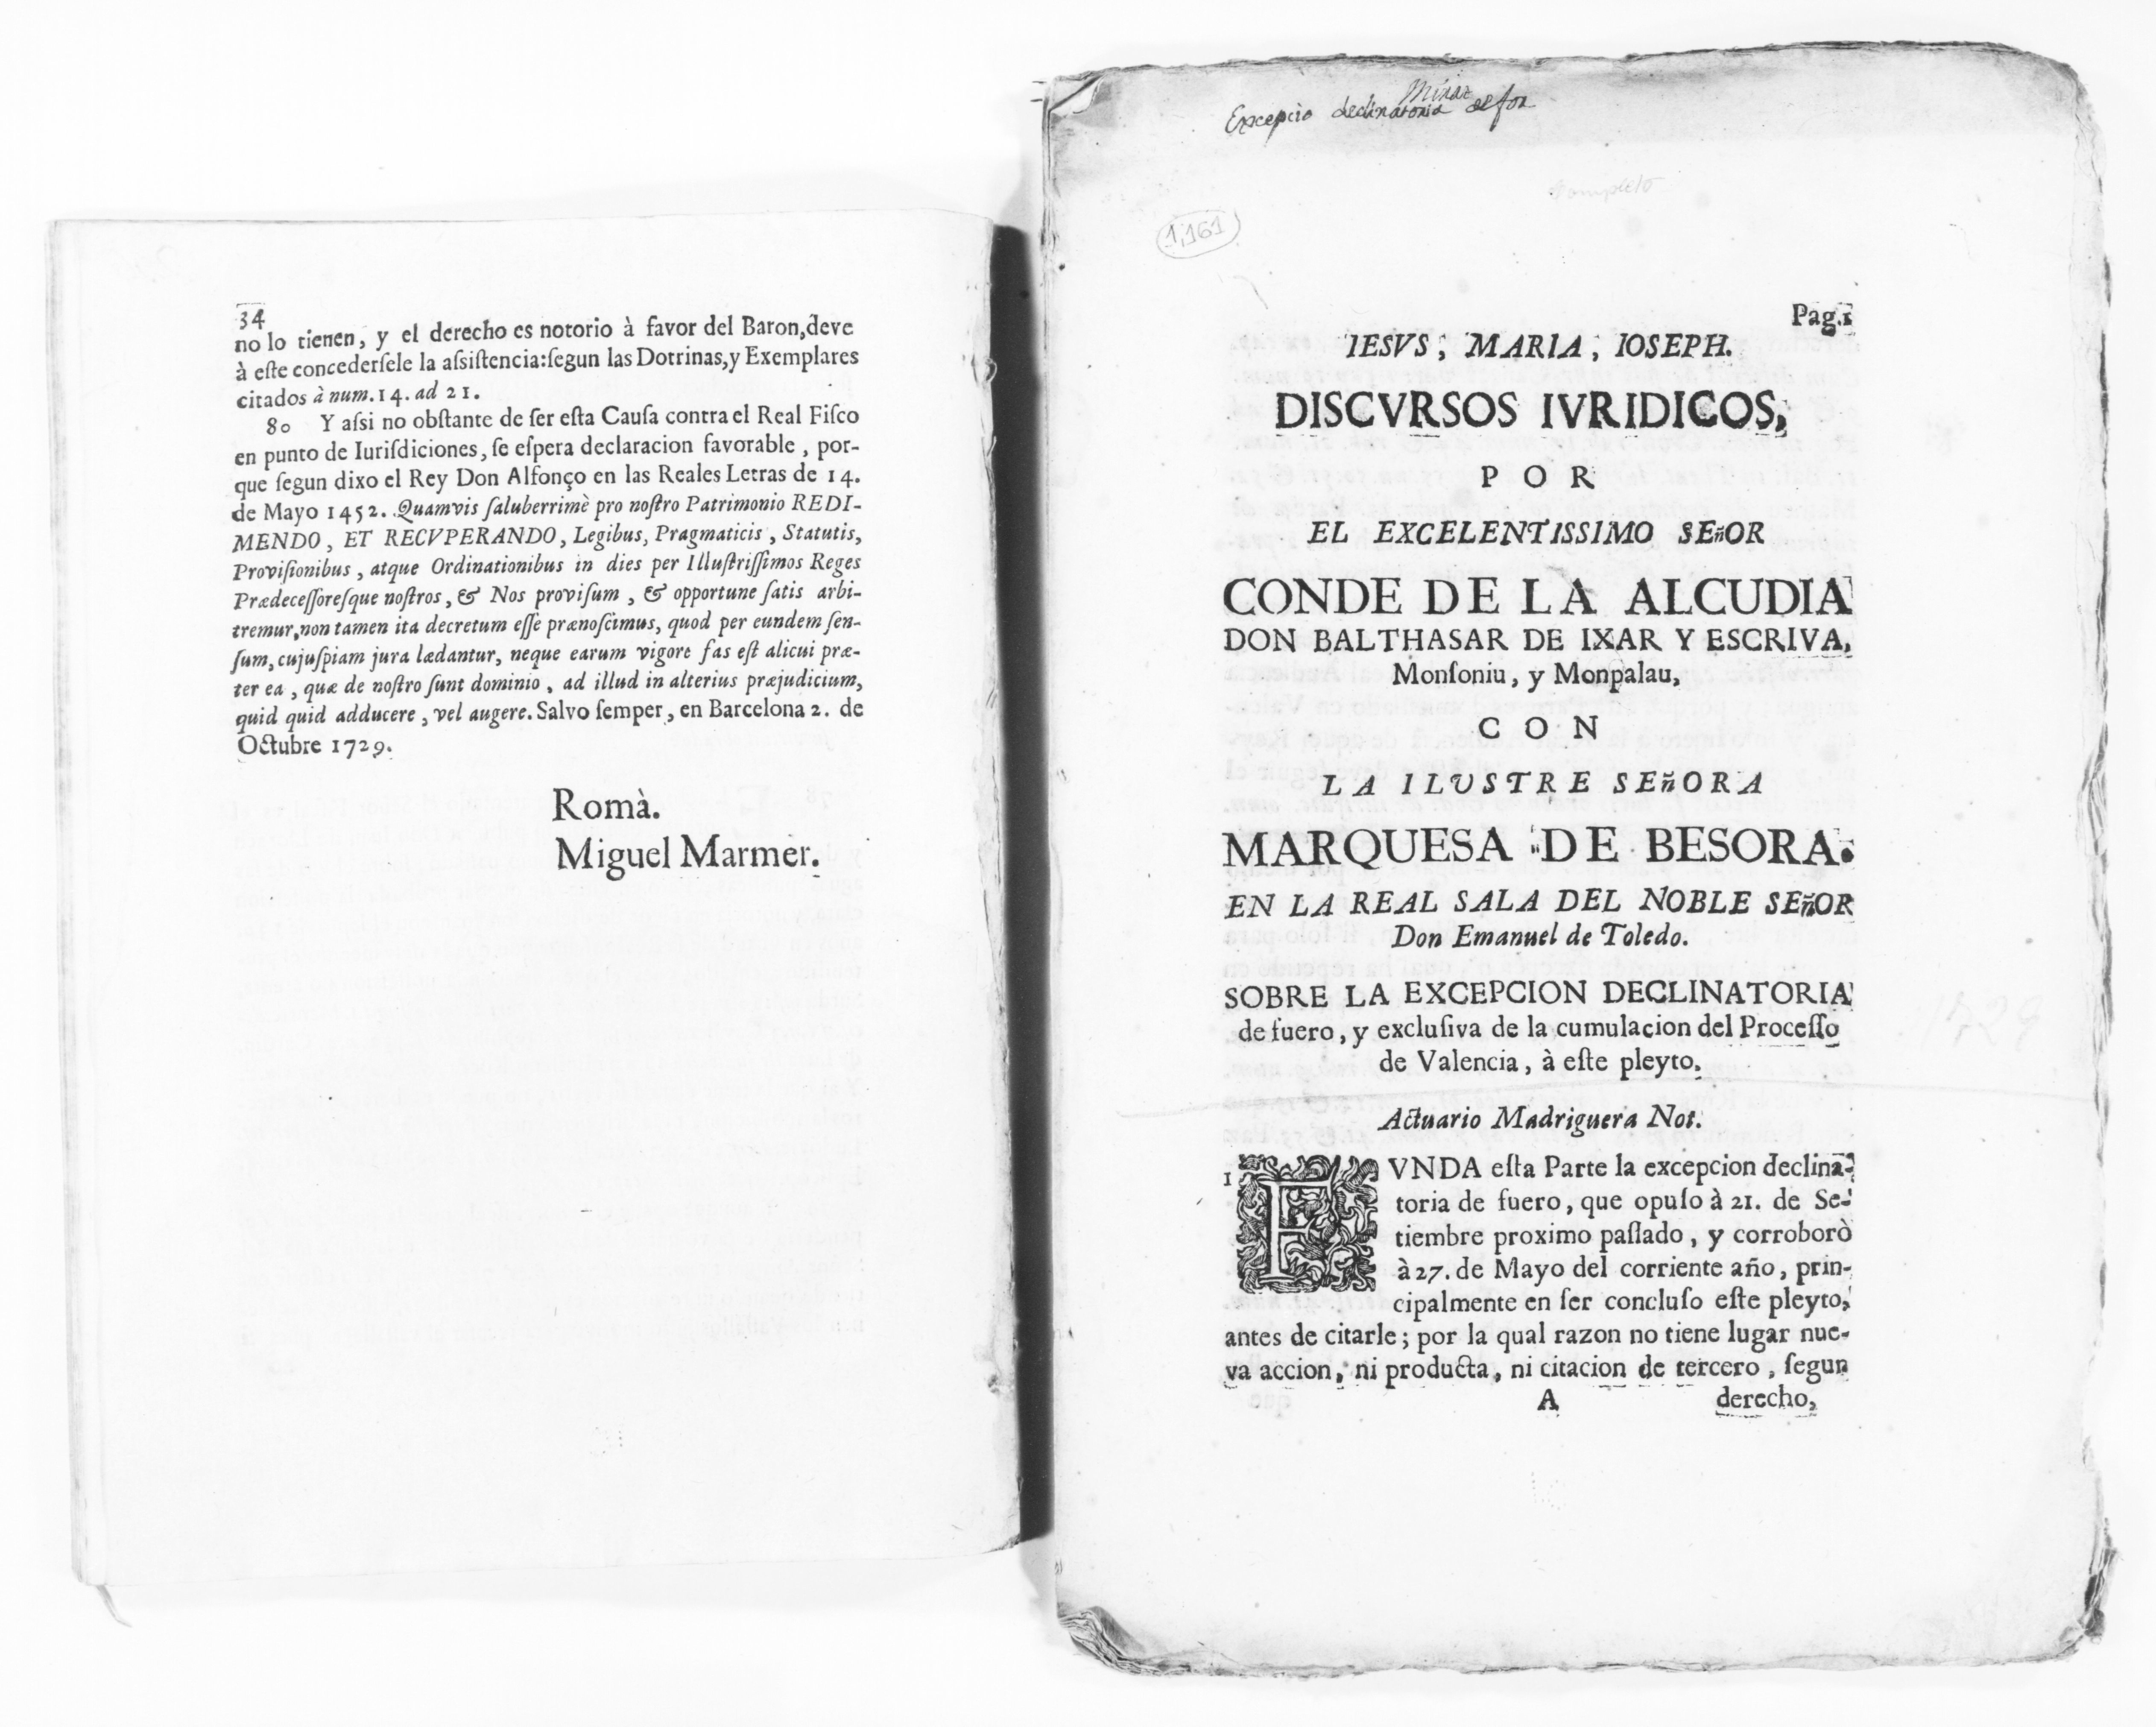 34
no lo tienen, y el derecho es notorio à favor del Baron, deve
à eſte concederſele la aſsiſtencia: ſegun las Dotrinas, y Exemplares
citados à num. 14. ad 21.
80 Y aſsi no obſtante de ſer eſta Cauſa contra el Real Fiſco
en punto de Iuriſdiciones, ſe eſpera declaracion favorable, por-
que ſegun dixo el Rey Don Alfonço en las Reales Letras de 14.
de Mayo 1452. Quamvis ſaluberrimè pro noſtro Patrimonio REDI-
MENDO, ET RECVPERANDO, Legibus, Pragmaticis, Statutis,
Proviſionibus, atque Ordinationibus in dies per Illuſtriſſimos Reges
Prædeceſſoreſque noſtros, & Nos proviſum, & opportune ſatis arbi-
tremur, non tamen ita decretum eſſe prænoſcimus, quod per eundem ſen-
ſum, cujuſpiam jura lædantur, neque earum vigore fas eſt alicui præ-
ter ea, quæ de noſtro ſunt dominio, ad illud in alterius præjudicium,
quid quid adducere, vel augere. Salvo ſemper, en Barcelona 2. de
Octubre 1729.
Romà.
Miguel Marmer.
Excepcio declinatoria del for
Completo
1,161
Pag. 1
IESVS, MARIA, IOSEPH.
DISCVRSOS IVRIDICOS,
POR
EL EXCELENTISSIMO SEñOR
CONDE DE LA ALCUDIA
DON BALTHASAR DE IXAR Y ESCRIVA,
Monſoniu, y Monpalau,
CON
LA ILUSTRE SEñORA
MARQUESA DE BESORA.
EN LA REAL SALA DEL NOBLE SEñOR
Don Emanuel de Toledo.
SOBRE LA EXCEPCION DECLINATORIA
de fuero, y excluſiva de la cumulacion del Proceſſo
de Valencia, à eſte pleyto.
1729
Actuario Madriguera Not.
1 FVNDA eſta Parte la excepcion declina-
toria de fuero, que opuſo à 21. de Se-
tiembre proximo paſſado, y corroborò
à 27. de Mayo del corriente año, prin-
cipalmente en ſer concluſo eſte pleyto,
antes de citarle; por la qual razon no tiene lugar nue-
va accion, ni producta, ni citacion de tercero, ſegun
A derecho,